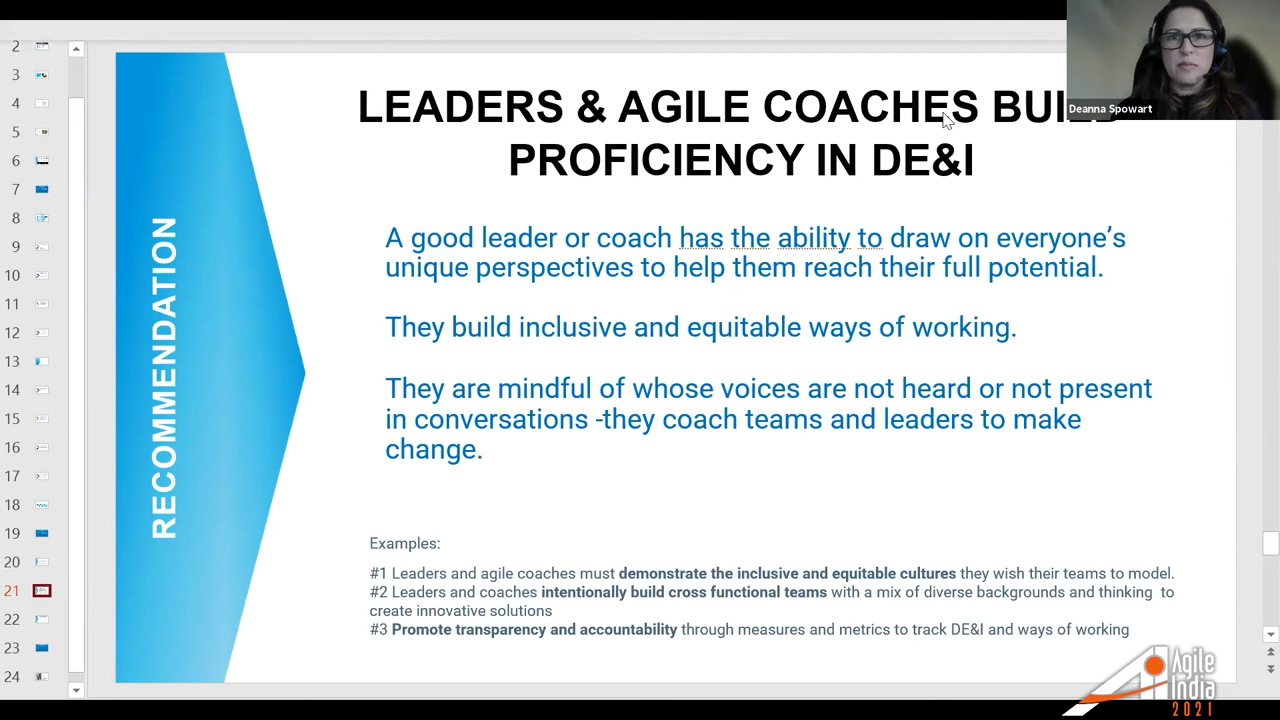 2
3
4
5
6
7
8
9
10
11
12
13
14
15
16
17
18
19
20
21
22
23
24
RECOMMENDATION
LEADERS & AGILE COACHES
PROFICIENCY IN DE&I
Deanna Spowart
A good leader or coach has the ability to draw on everyone’s
unique perspectives to help them reach their full potential.
They build inclusive and equitable ways of working.
They are mindful of whose voices are not heard or not present
in conversations -they coach teams and leaders to make
change.
Examples:
#1 Leaders and agile coaches must demonstrate the inclusive and equitable cultures they wish their teams to model.
#2 Leaders and coaches intentionally build cross functional teams with a mix of diverse backgrounds and thinking to
create innovative solutions
#3 Promote transparency and accountability through measures and metrics to track DE&I and ways of working
Agile
India
2021